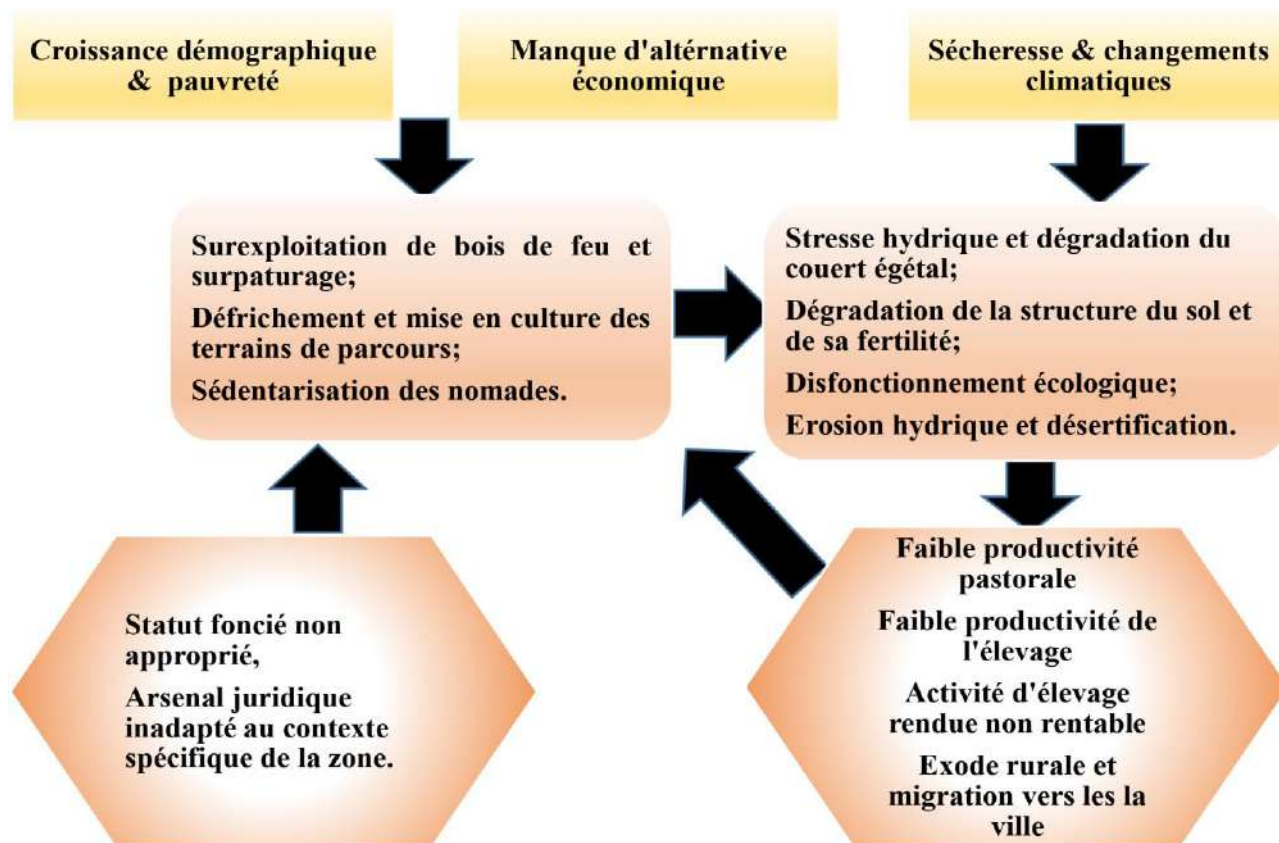 Croissance démographique
& pauvreté
Manque d'altérnative
économique
Sécheresse & changements
climatiques
Surexploitation de bois de feu et
surpaturage;
Défrichement et mise en culture des
terrains de parcours;
Sédentarisation des nomades.
Stresse hydrique et dégradation du
couert égétal;
Dégradation de la structure du sol et
de sa fertilité;
Disfonctionnement écologique;
Erosion hydrique et désertification.
Statut foncié non
approprié,
Arsenal juridique
inadapté au contexte
spécifique de la zone.
Faible productivité
pastorale
Faible productivité de
l'élevage
Activité d'élevage
rendue non rentable
Exode rurale et
migration vers les la
ville